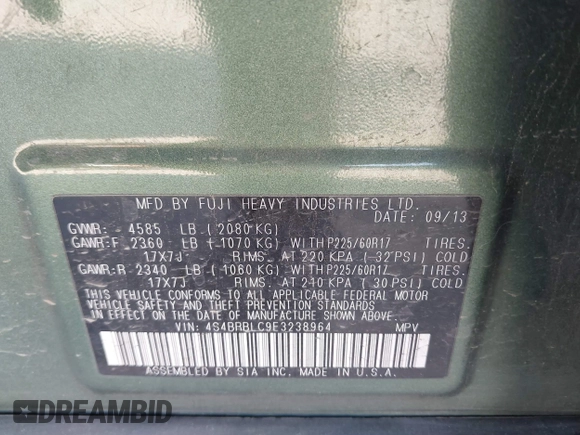 MFD.BY FUJI HEAVY INDUSTRIES LTD.
DATE: 09/13
GVWR: 4585 LB (2080 KG)
GAWR:F 2360 LB (1070 KG) WITH P225/60R17 TIRES.
17X7J RIMS. AT 220 KPA (32 PSI) COLD
GAWR:R 2340 LB (1060 KG) WITH P225/60R17 TIRES.
17X7J RIMS. AT 210 KPA (30 PSI) COLD
THIS VEHICLE CONFORMS TO ALL APPLICABLE FEDERAL MOTOR
VEHICLE SAFETY, BUMPER, AND THEFT PREVENTION STANDARDS
IN EFFECT ON THE DATE OF MANUFACTURE SHOWN ABOVE.
VIN: 4S4BRBLC9E3238964 MPV
ASSEMBLED BY SIA INC. MADE IN U.S.A.
DREAMBID